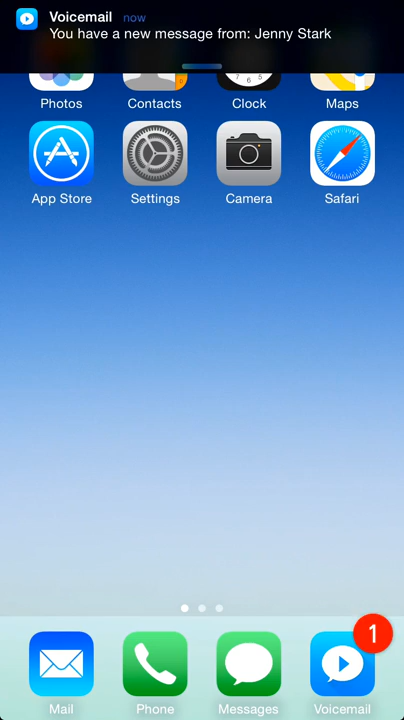 Voicemail now
You have a new message from: Jenny Stark
Photos Contacts Clock Maps
App Store Settings Camera Safari
1
Mail Phone Messages Voicemail